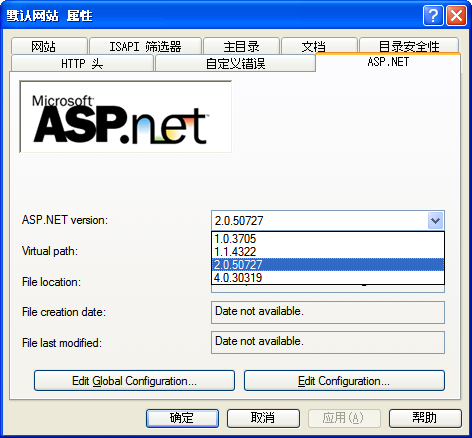 默认网站 属性
网站
ISAPI 筛选器
主目录
文档
目录安全性
HTTP 头
自定义错误
ASP.NET
Microsoft
ASP.net
ASP.NET version:
2.0.50727
1.0.3705
1.1.4322
2.0.50727
4.0.30319
Virtual path:
File location:
File creation date:
Date not available.
File last modified:
Date not available.
Edit Global Configuration...
Edit Configuration...
确定
取消
应用(A)
帮助